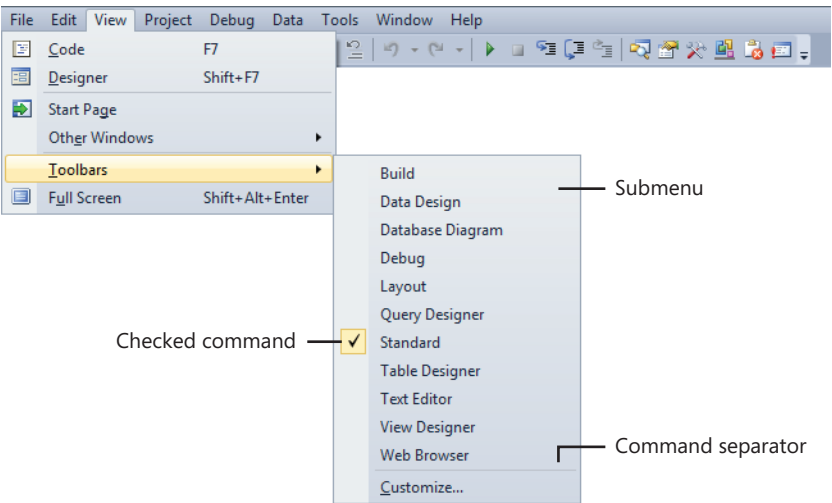 File Edit View Project Debug Data Tools Window Help
Code F7
Designer Shift+F7
Start Page
Other Windows
Toolbars
Full Screen Shift+Alt+Enter
Build
Submenu
Data Design
Database Diagram
Debug
Layout
Query Designer
Checked command
Standard
Table Designer
Text Editor
View Designer
Command separator
Web Browser
Customize...